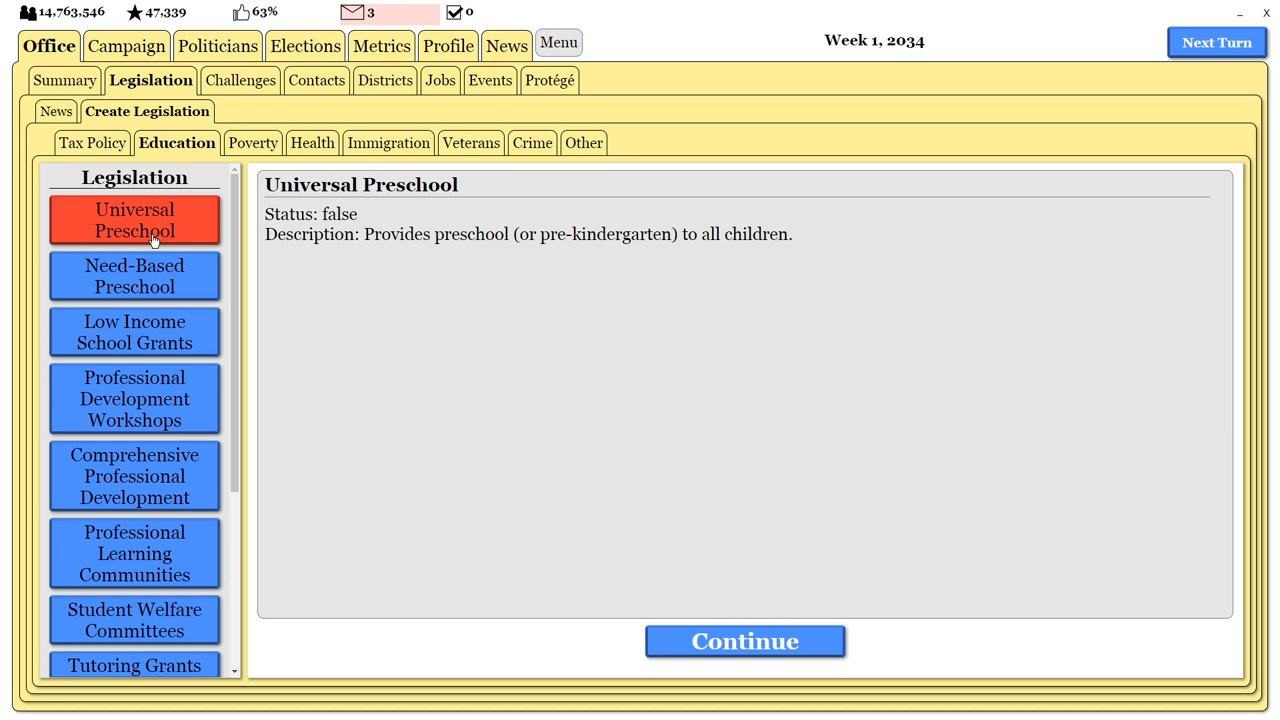 14,763,546 47,339 63% 3 0 _ X
Office Campaign Politicians Elections Metrics Profile News Menu Week 1, 2034 Next Turn
Summary Legislation Challenges Contacts Districts Jobs Events Protégé
News Create Legislation
Tax Policy Education Poverty Health Immigration Veterans Crime Other
Legislation
Universal
Preschool
Need-Based
Preschool
Low Income
School Grants
Professional
Development
Workshops
Comprehensive
Professional
Development
Professional
Learning
Communities
Student Welfare
Committees
Tutoring Grants
Universal Preschool
Status: false
Description: Provides preschool (or pre-kindergarten) to all children.
Continue